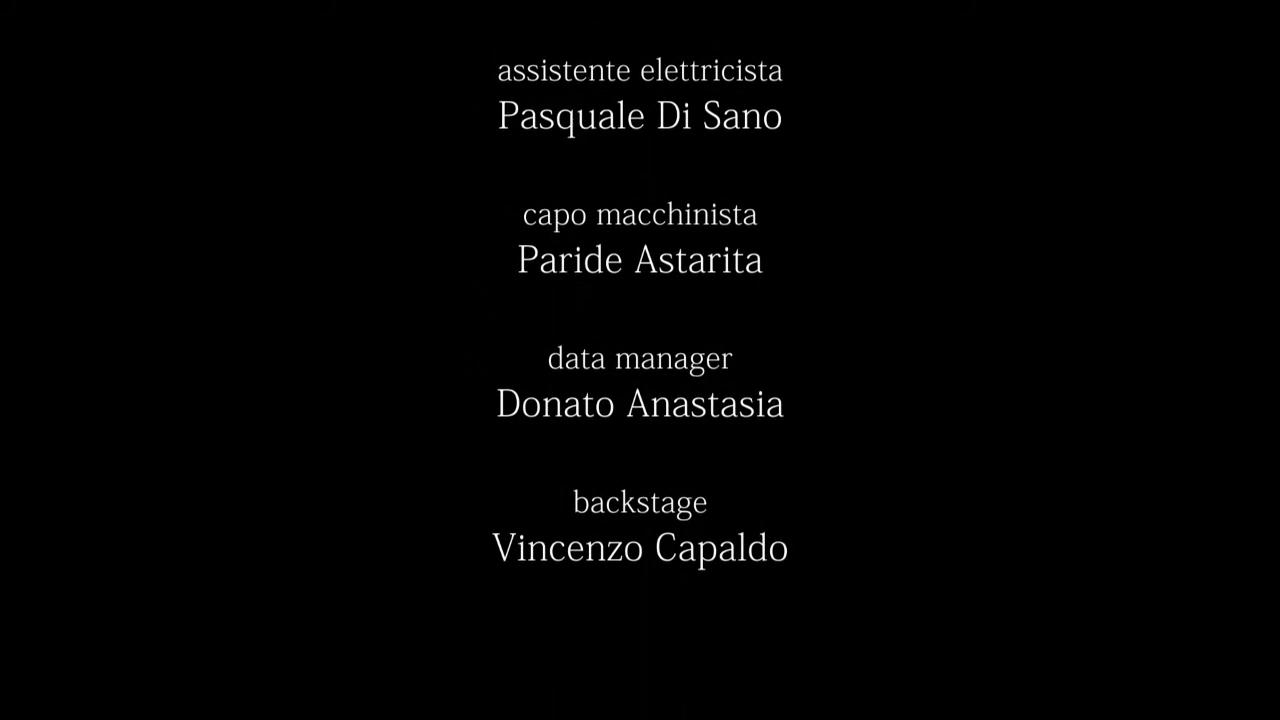 assistente elettricista
Pasquale Di Sano
capo macchinista
Paride Astarita
data manager
Donato Anastasia
backstage
Vincenzo Capaldo